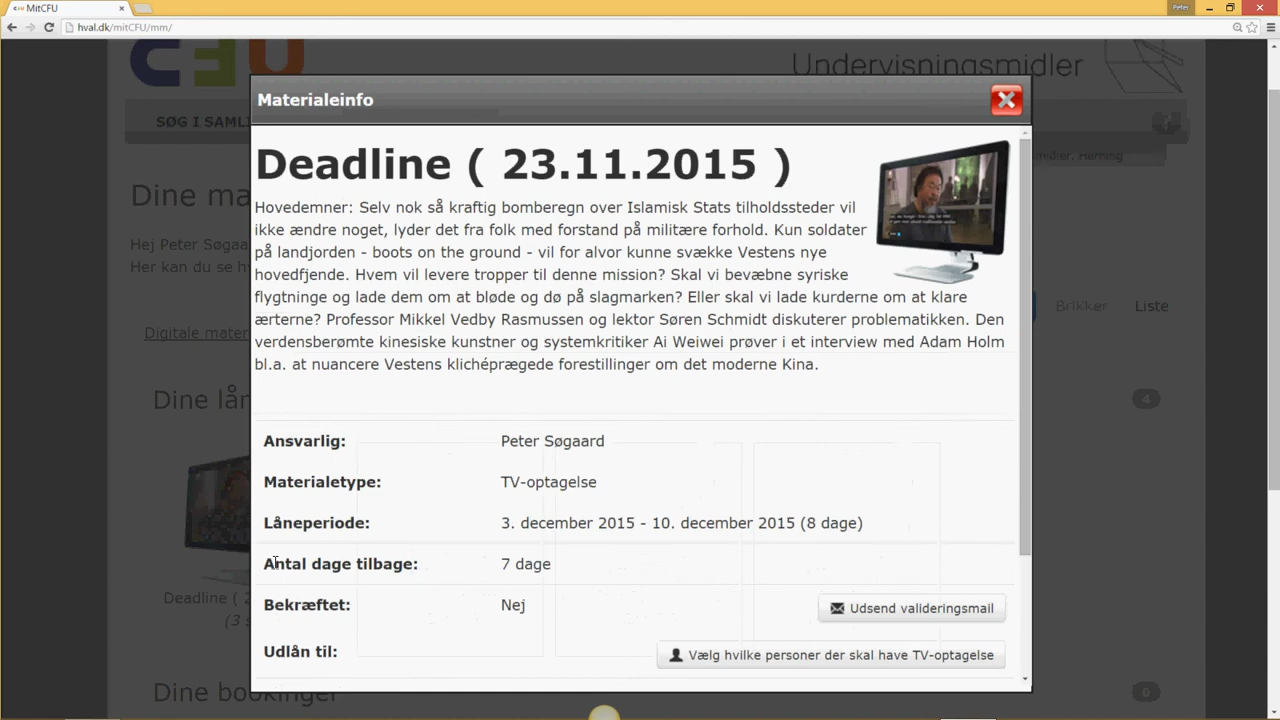 MitCFU
Peter
hval.dk/mitCFU/mm/
CFU
Undervisningsmidler
SØG I SAMLI
Materialeinfo
Deadline ( 23.11.2015 )
Hovedemner: Selv nok så kraftig bomberegn over Islamisk Stats tilholdssteder vil
ikke ændre noget, lyder det fra folk med forstand på militære forhold. Kun soldater
på landjorden - boots on the ground - vil for alvor kunne svække Vestens nye
hovedfjende. Hvem vil levere tropper til denne mission? Skal vi bevæbne syriske
flygtninge og lade dem om at bløde og dø på slagmarken? Eller skal vi lade kurderne om at klare
ærterne? Professor Mikkel Vedby Rasmussen og lektor Søren Schmidt diskuterer problematikken. Den
verdensberømte kinesiske kunstner og systemkritiker Ai Weiwei prøver i et interview med Adam Holm
bl.a. at nuancere Vestens klichéprægede forestillinger om det moderne Kina.
Dine ma
Hej Peter Søgaa
Her kan du se h
midler, Herning
Brikker
Liste
Digitale mater
Dine lån
4
Ansvarlig: Peter Søgaard
Materialetype: TV-optagelse
Låneperiode: 3. december 2015 - 10. december 2015 (8 dage)
Antal dage tilbage: 7 dage
Bekræftet: Nej
Udsend valideringsmail
Udlån til:
Vælg hvilke personer der skal have TV-optagelse
Deadline ( 2
(3 s
Dine bookinger
0